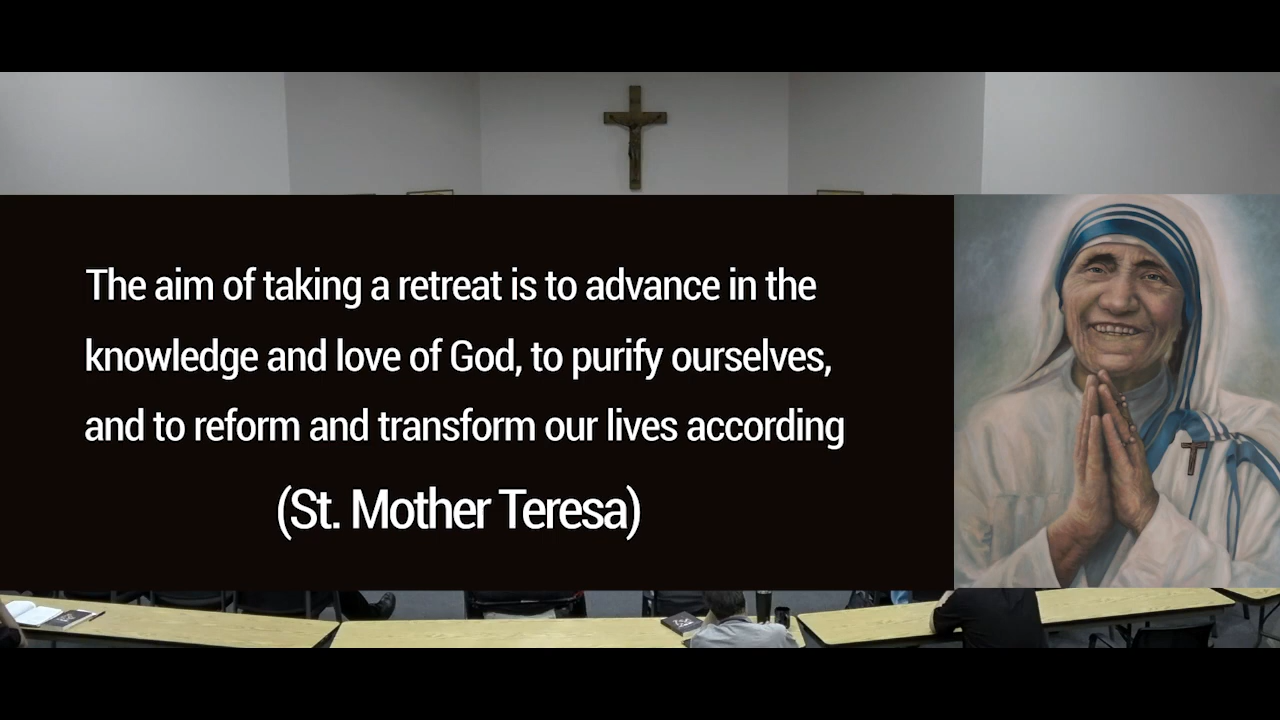 The aim of taking a retreat is to advance in the
knowledge and love of God, to purify ourselves,
and to reform and transform our lives according
(St. Mother Teresa)